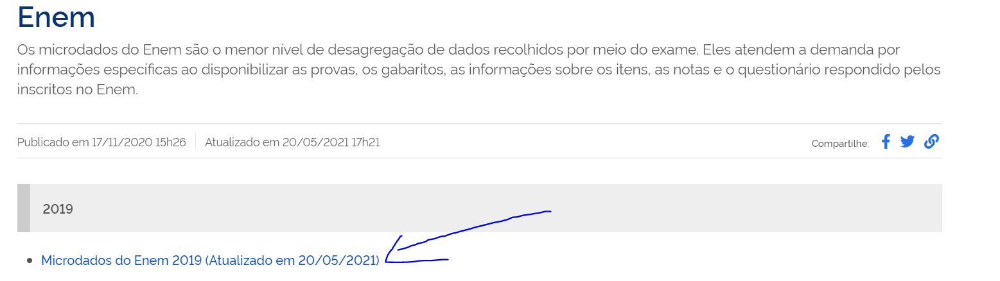 Enem
Os microdados do Enem são o menor nível de desagregação de dados recolhidos por meio do exame. Eles atendem a demanda por
informações específicas ao disponibilizar as provas, os gabaritos, as informações sobre os itens, as notas e o questionário respondido pelos
inscritos no Enem.
Publicado em 17/11/2020 15h26 Atualizado em 20/05/2021 17h21 Compartilhe:
2019
Microdados do Enem 2019 (Atualizado em 20/05/2021)